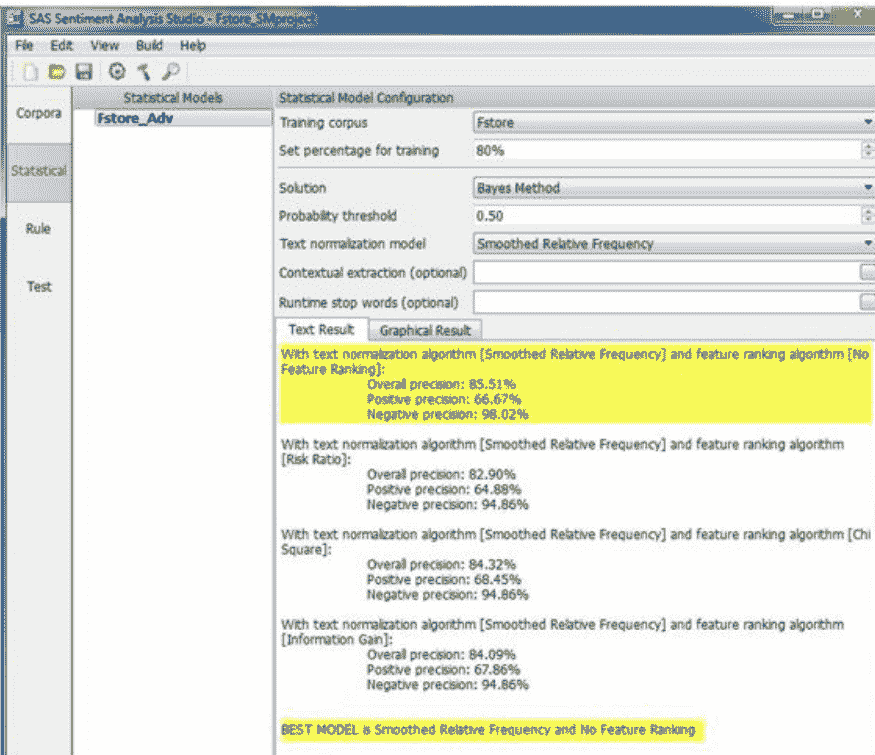 SAS Sentiment Analysis Studio - Fstore_SMproject
File Edit View Build Help
Corpora
Statistical
Rule
Test
Statistical Models
Fstore_Adv
Statistical Model Configuration
Training corpus Fstore
Set percentage for training 80%
Solution Bayes Method
Probability threshold 0.50
Text normalization model Smoothed Relative Frequency
Contextual extraction (optional)
Runtime stop words (optional)
Text Result Graphical Result
With text normalization algorithm [Smoothed Relative Frequency] and feature ranking algorithm [No
Feature Ranking]:
Overall precision: 85.51%
Positive precision: 66.67%
Negative precision: 98.02%
With text normalization algorithm [Smoothed Relative Frequency] and feature ranking algorithm
[Risk Ratio]:
Overall precision: 82.90%
Positive precision: 64.88%
Negative precision: 94.86%
With text normalization algorithm [Smoothed Relative Frequency] and feature ranking algorithm [Chi
Square]:
Overall precision: 84.32%
Positive precision: 68.45%
Negative precision: 94.86%
With text normalization algorithm [Smoothed Relative Frequency] and feature ranking algorithm
[Information Gain]:
Overall precision: 84.09%
Positive precision: 67.86%
Negative precision: 94.86%
BEST MODEL is Smoothed Relative Frequency and No Feature Ranking